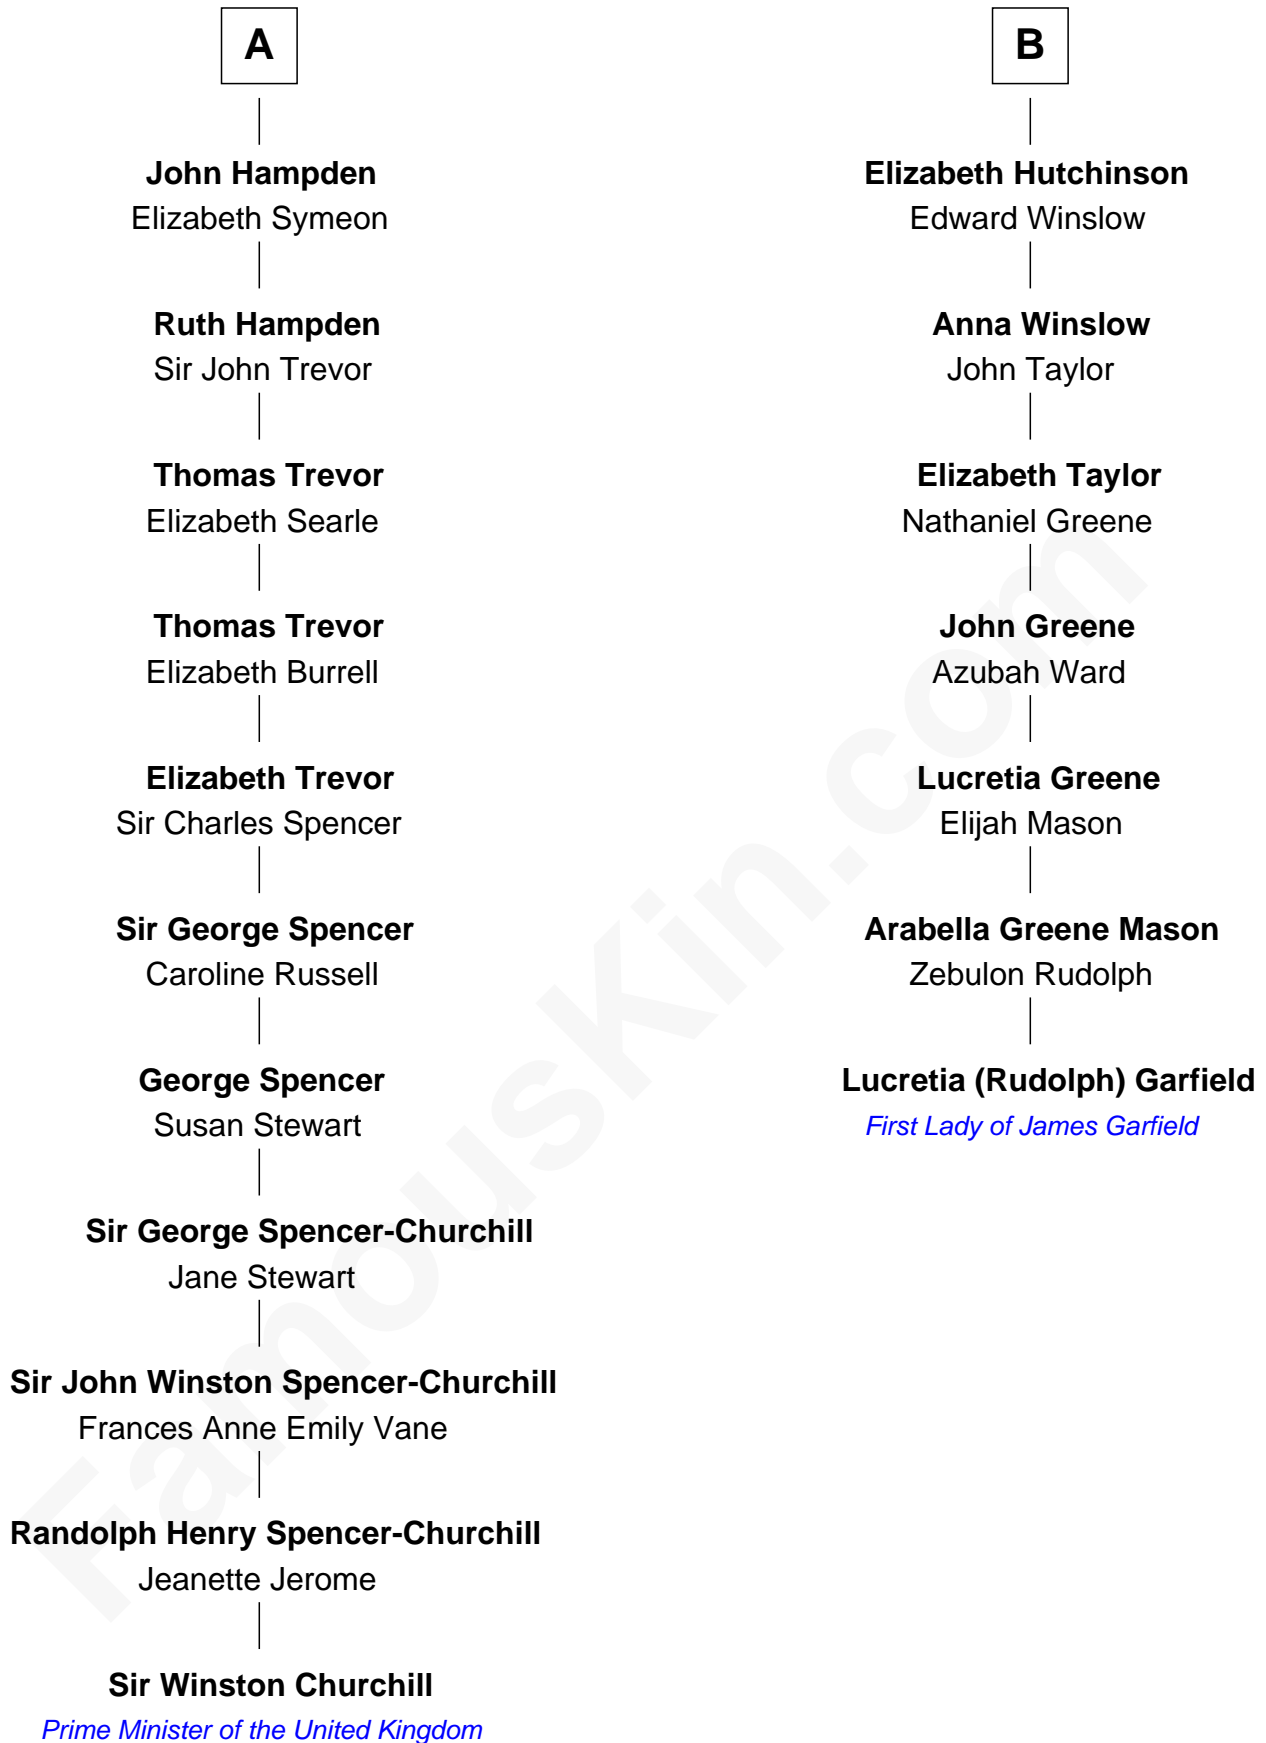 A
John Hampden
Elizabeth Symeon
Ruth Hampden
Sir John Trevor
Thomas Trevor
Elizabeth Searle
Thomas Trevor
Elizabeth Burrell
Elizabeth Trevor
Sir Charles Spencer
Sir George Spencer
Caroline Russell
George Spencer
Susan Stewart
Sir George Spencer-Churchill
Jane Stewart
Sir John Winston Spencer-Churchill
Frances Anne Emily Vane
Randolph Henry Spencer-Churchill
Jeanette Jerome
Sir Winston Churchill
Prime Minister of the United Kingdom
B
Elizabeth Hutchinson
Edward Winslow
Anna Winslow
John Taylor
Elizabeth Taylor
Nathaniel Greene
John Greene
Azubah Ward
Lucretia Greene
Elijah Mason
Arabella Greene Mason
Zebulon Rudolph
Lucretia (Rudolph) Garfield
First Lady of James Garfield
FamousKin.com